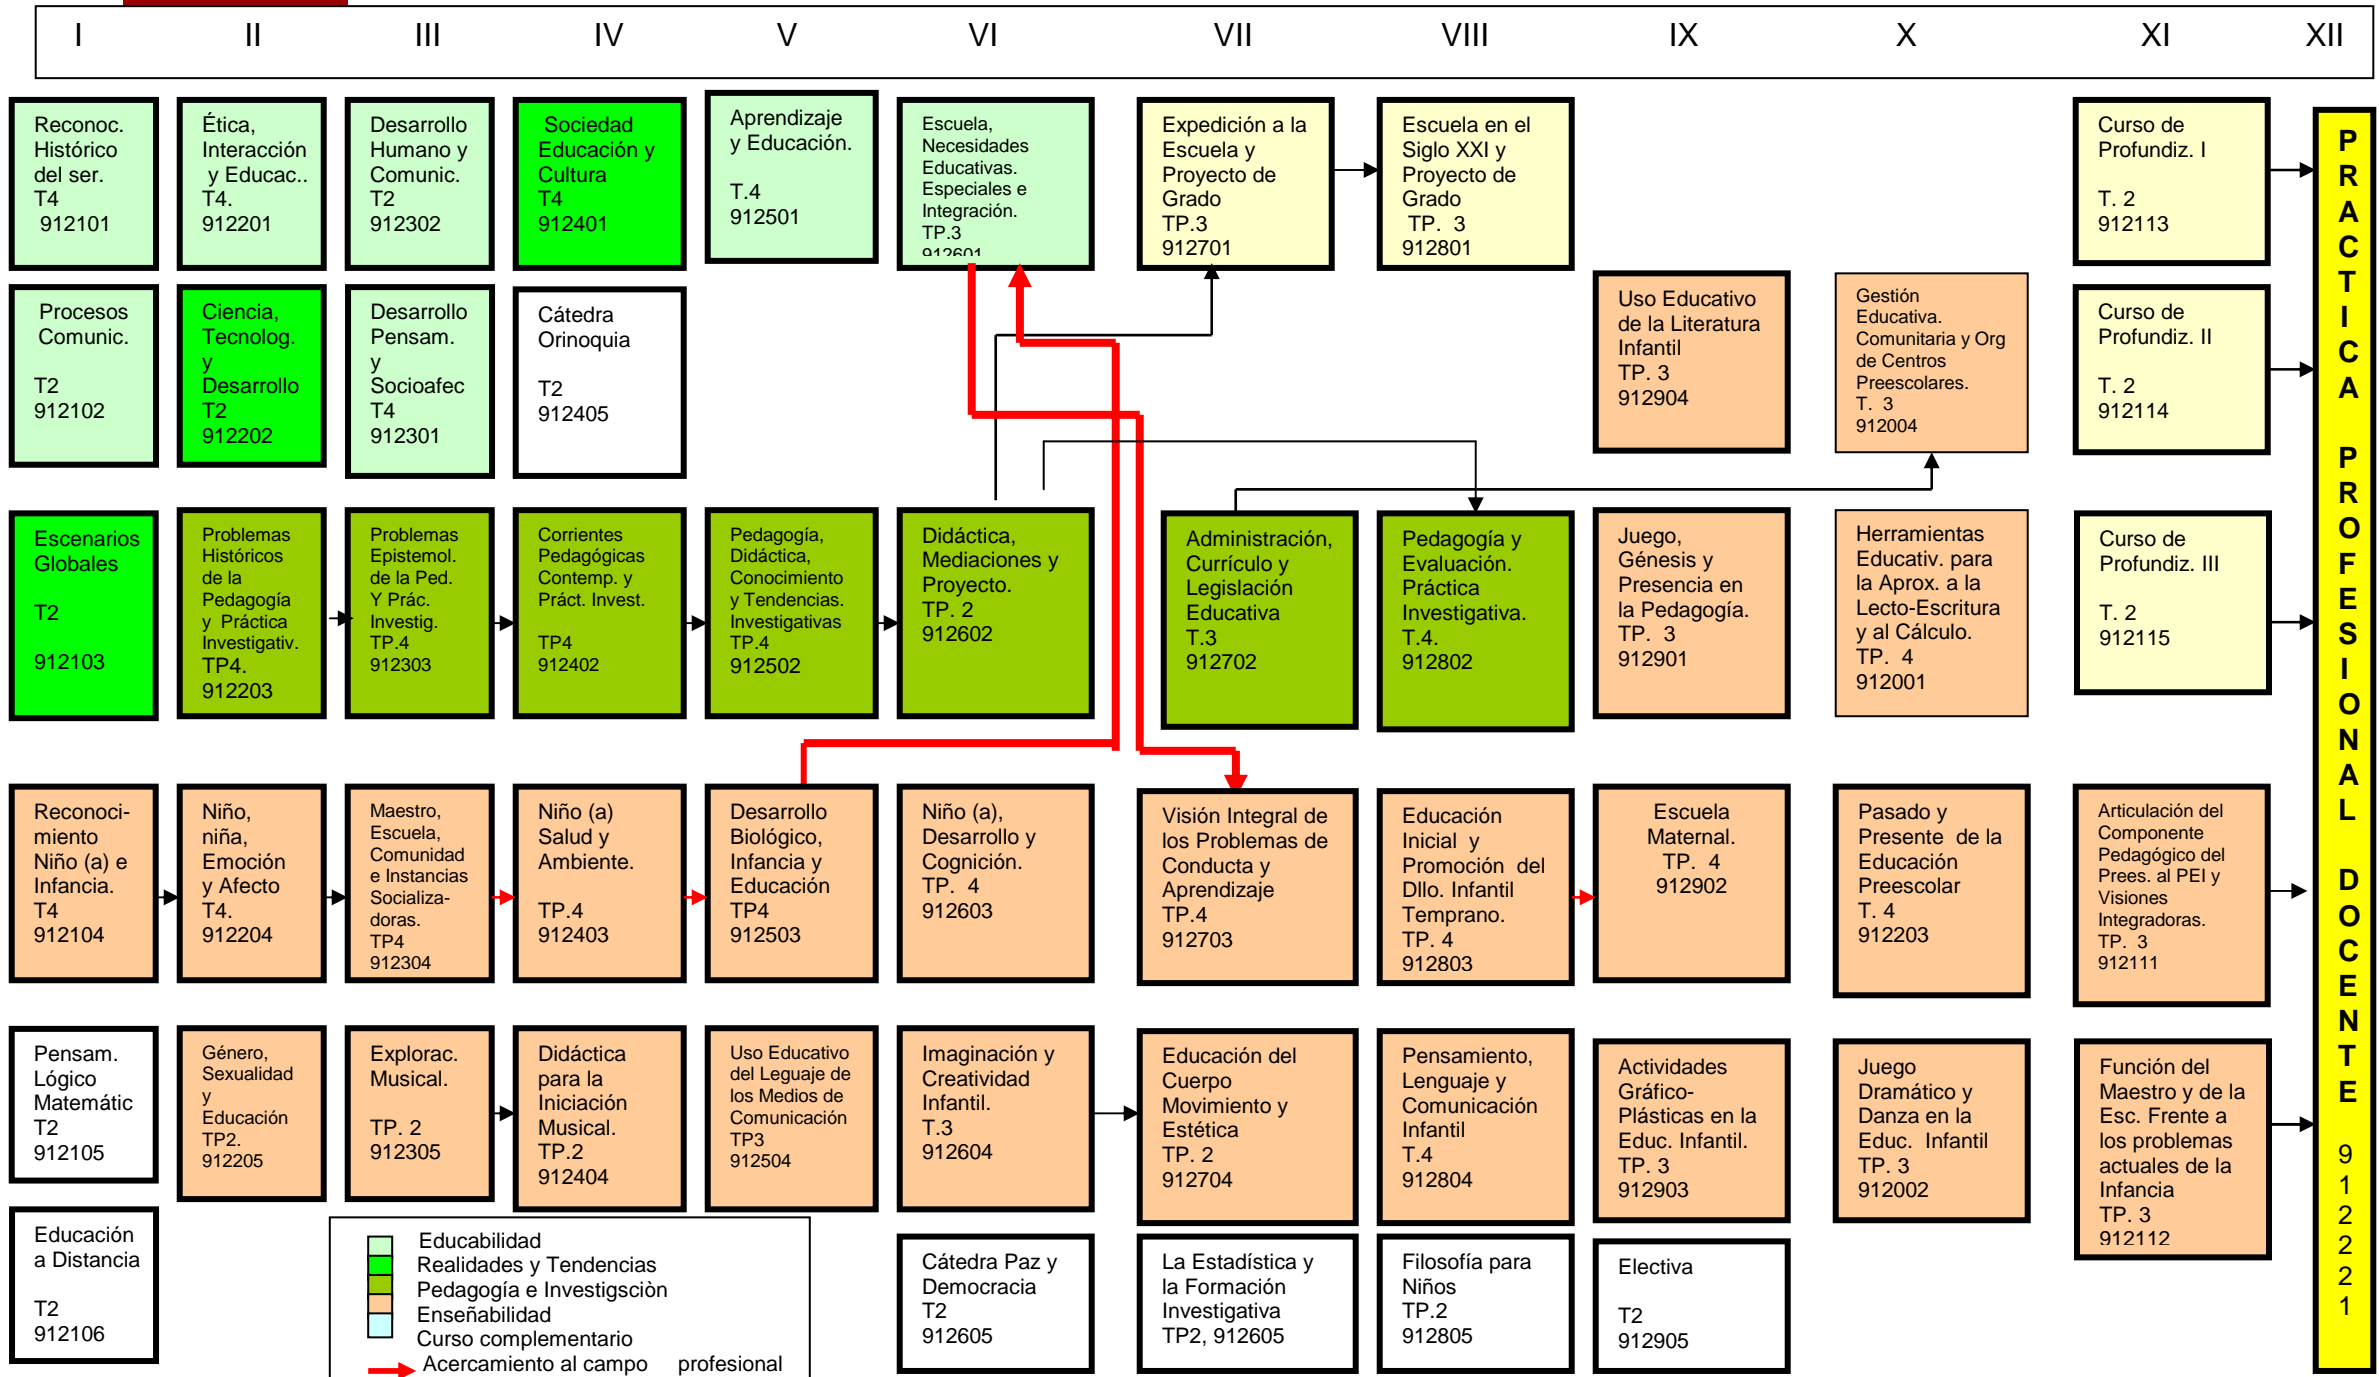 I II III IV V VI VII VIII IX X XI XII
Reconoc.
Histórico
del ser.
T4
912101
Ética,
Interacción
y Educac..
T4.
912201
Desarrollo
Humano y
Comunic.
T2
912302
Sociedad
Educación y
Cultura
T4
912401
Aprendizaje
y Educación.
T.4
912501
Escuela,
Necesidades
Educativas.
Especiales e
Integración.
TP.3
912601
Expedición a la
Escuela y
Proyecto de
Grado
TP.3
912701
Escuela en el
Siglo XXI y
Proyecto de
Grado
TP. 3
912801
Curso de
Profundiz. I
T. 2
912113
Procesos
Comunic.
T2
912102
Ciencia,
Tecnolog.
y
Desarrollo
T2
912202
Desarrollo
Pensam.
y
Socioafec
T4
912301
Cátedra
Orinoquia
T2
912405
Uso Educativo
de la Literatura
Infantil
TP. 3
912904
Gestión
Educativa.
Comunitaria y Org
de Centros
Preescolares.
T. 3
912004
Curso de
Profundiz. II
T. 2
912114
Escenarios
Globales
T2
912103
Problemas
Históricos
de la
Pedagogía
y Práctica
Investigativ.
TP4.
912203
Problemas
Epistemol.
de la Ped.
Y Prác.
Investig.
TP.4
912303
Corrientes
Pedagógicas
Contemp. y
Práct. Invest.
TP4
912402
Pedagogía,
Didáctica,
Conocimiento
y Tendencias.
Investigativas
TP.4
912502
Didáctica,
Mediaciones y
Proyecto.
TP. 2
912602
Administración,
Currículo y
Legislación
Educativa
T.3
912702
Pedagogía y
Evaluación.
Práctica
Investigativa.
T.4.
912802
Juego,
Génesis y
Presencia en
la Pedagogía.
TP. 3
912901
Herramientas
Educativ. para
la Aprox. a la
Lecto-Escritura
y al Cálculo.
TP. 4
912001
Curso de
Profundiz. III
T. 2
912115
Reconoci-
miento
Niño (a) e
Infancia.
T4
912104
Niño,
niña,
Emoción
y Afecto
T4.
912204
Maestro,
Escuela,
Comunidad
e Instancias
Socializa-
doras.
TP4
912304
Niño (a)
Salud y
Ambiente.
TP.4
912403
Desarrollo
Biológico,
Infancia y
Educación
TP4
912503
Niño (a),
Desarrollo y
Cognición.
TP. 4
912603
Visión Integral de
los Problemas de
Conducta y
Aprendizaje
TP.4
912703
Educación
Inicial y
Promoción del
Dllo. Infantil
Temprano.
TP. 4
912803
Escuela
Maternal.
TP. 4
912902
Pasado y
Presente de la
Educación
Preescolar
T. 4
912203
Articulación del
Componente
Pedagógico del
Prees. al PEI y
Visiones
Integradoras.
TP. 3
912111
Pensam.
Lógico
Matemátic
T2
912105
Género,
Sexualidad
y
Educación
TP2.
912205
Explorac.
Musical.
TP. 2
912305
Didáctica
para la
Iniciación
Musical.
TP.2
912404
Uso Educativo
del Leguaje de
los Medios de
Comunicación
TP3
912504
Imaginación y
Creatividad
Infantil.
T.3
912604
Educación del
Cuerpo
Movimiento y
Estética
TP. 2
912704
Pensamiento,
Lenguaje y
Comunicación
Infantil
T.4
912804
Actividades
Gráfico-
Plásticas en la
Educ. Infantil.
TP. 3
912903
Juego
Dramático y
Danza en la
Educ. Infantil
TP. 3
912002
Función del
Maestro y de la
Esc. Frente a
los problemas
actuales de la
Infancia
TP. 3
912112
Educación
a Distancia
T2
912106
Educabilidad
Realidades y Tendencias
Pedagogía e Investigsciòn
Enseñabilidad
Curso complementario
Acercamiento al campo profesional
Cátedra Paz y
Democracia
T2
912605
La Estadística y
la Formación
Investigativa
TP2, 912605
Filosofía para
Niños
TP.2
912805
Electiva
T2
912905
PRACTICA PROFESIONAL DOCENTE 912221